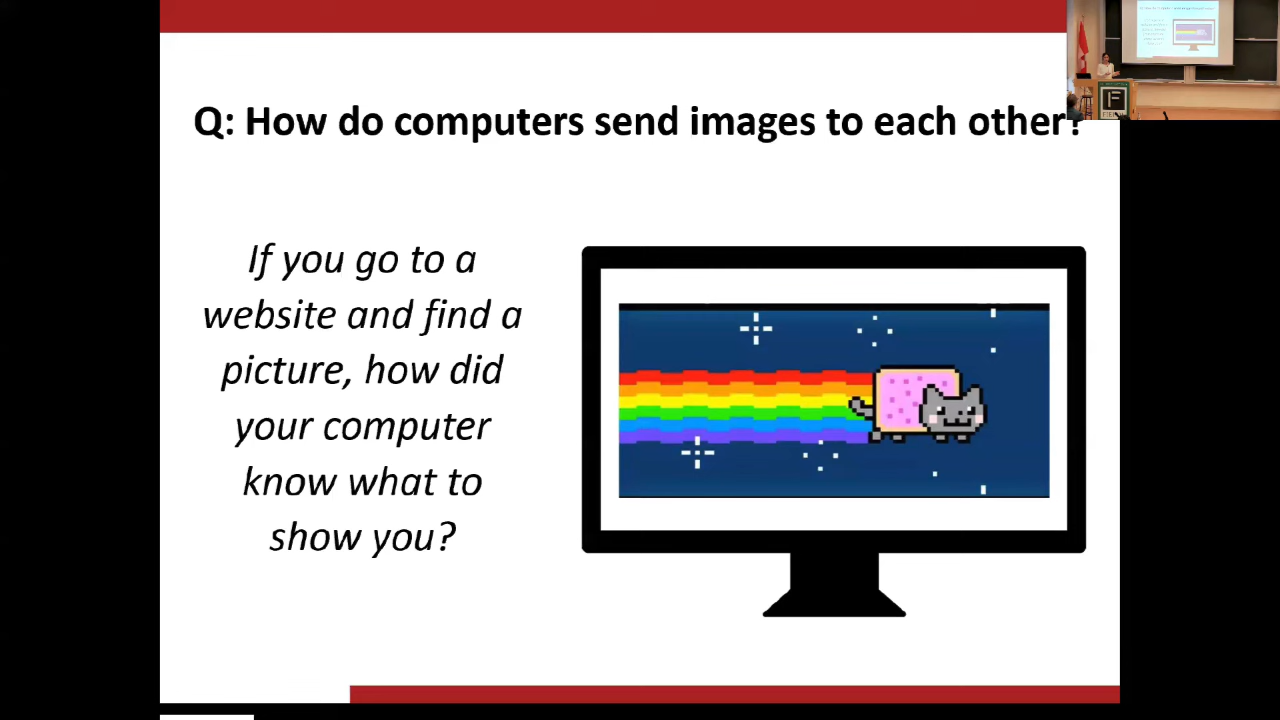 Q: How do computers send images to each other?
If you go to a
website and find a
picture, how did
your computer
know what to
show you?